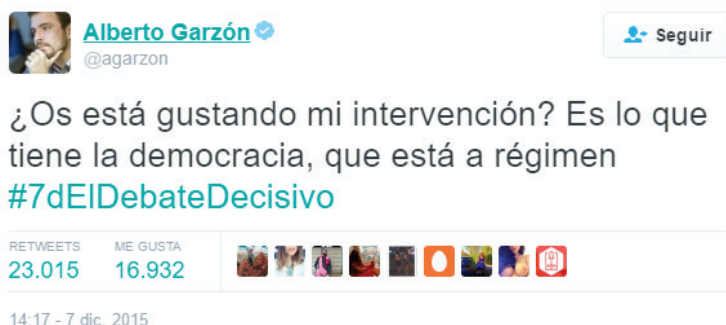 Alberto Garzón
@agarzon
Seguir
¿Os está gustando mi intervención? Es lo que
tiene la democracia, que está a régimen
#7dElDebateDecisivo
RETWEETS ME GUSTA
23.015 16.932
14:17 - 7 dic. 2015